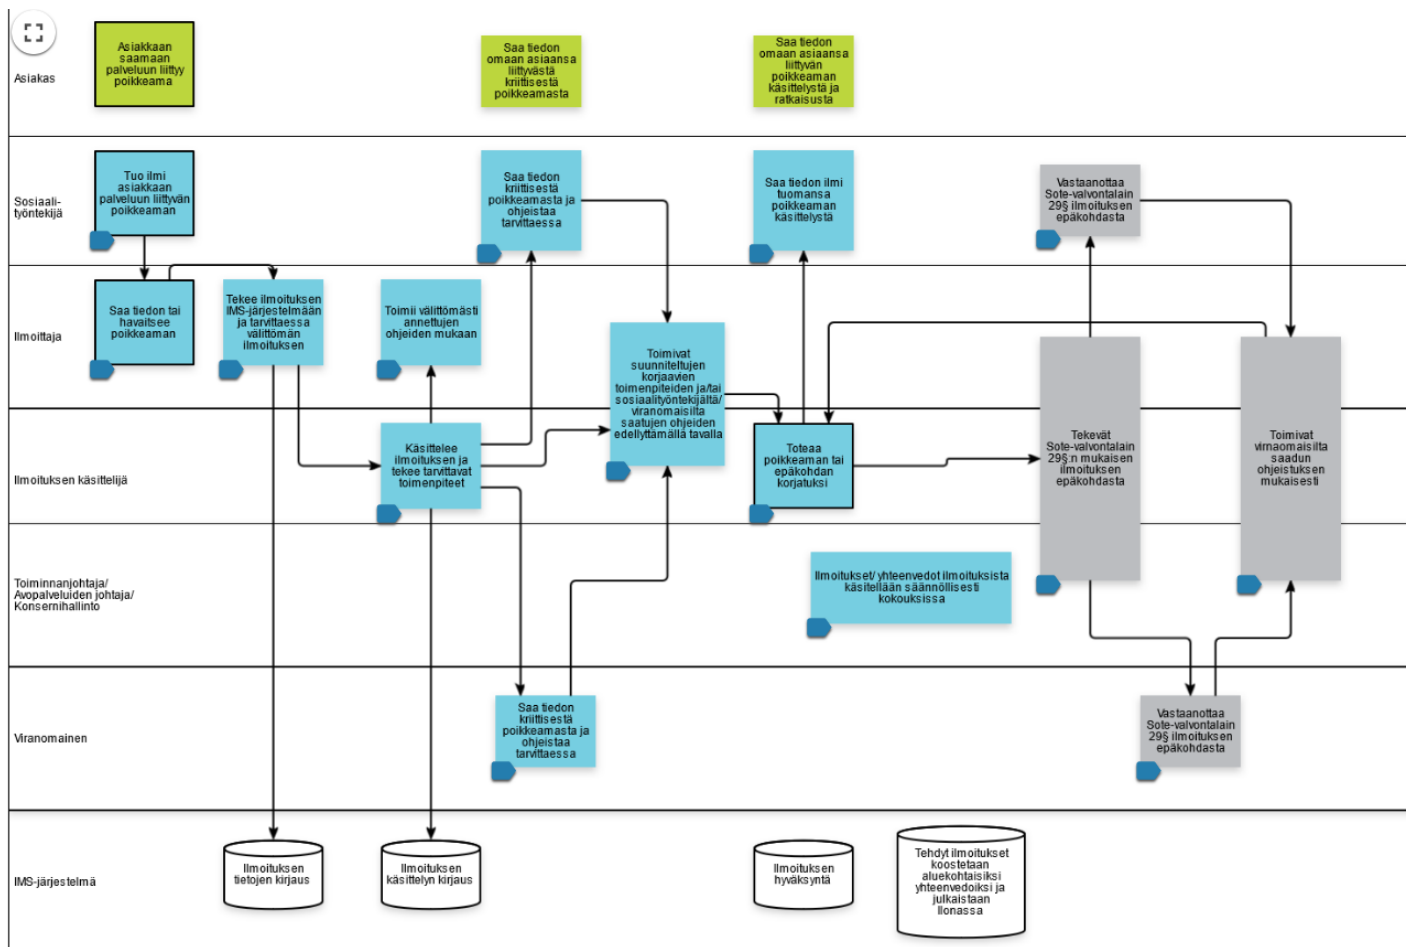 Asiakas
Asiakkaan
saamaan
palveluun liittyy
poikkeama
Saa tiedon
omaan asiaansa
liittyvästä
kriittisestä
poikkeamasta
Saa tiedon
omaan asiaansa
liittyvän
poikkeaman
käsittelystä ja
ratkaisusta
Sosiaali-
työntekijä
Tuo ilmi
asiakkaan
palveluun liittyvän
poikkeaman
Saa tiedon
kriittisestä
poikkeamasta ja
ohjeistaa
tarvittaessa
Saa tiedon ilmi
tuomansa
poikkeaman
käsittelystä
Vastaanottaa
Sote-valvontalain
29§ ilmoituksen
epäkohdasta
Ilmoittaja
Saa tiedon tai
havaitsee
poikkeaman
Tekee ilmoituksen
IMS-järjestelmään
ja tarvittaessa
välittömän
ilmoituksen
Toimii välittömästi
annettujen
ohjeiden mukaan
Toimivat
suunniteltujen
korjaavien
toimenpiteiden ja/tai
sosiaalityöntekijältä/
viranomaisilta
saatujen ohjeiden
edellyttämällä tavalla
Ilmoituksen käsittelijä
Käsittelee
ilmoituksen ja
tekee tarvittavat
toimenpiteet
Toteaa
poikkeaman tai
epäkohdan
korjatuksi
Tekevät
Sote-valvontalain
29§:n mukaisen
ilmoituksen
epäkohdasta
Toimivat
virnaomaisilta
saadun
ohjeistuksen
mukaisesti
Toiminnanjohtaja/
Avopalveluiden johtaja/
Konsernihallinto
Ilmoitukset/ yhteenvedot ilmoituksista
käsitellään säännöllisesti
kokouksissa
Viranomainen
Saa tiedon
kriittisestä
poikkeamasta ja
ohjeistaa
tarvittaessa
Vastaanottaa
Sote-valvontalain
29§ ilmoituksen
epäkohdasta
IMS-järjestelmä
Ilmoituksen
tietojen kirjaus
Ilmoituksen
käsittelyn kirjaus
Ilmoituksen
hyväksyntä
Tehdyt ilmoitukset
koostetaan
aluekohtaisiksi
yhteenvedoiksi ja
julkaistaan
Ilonassa